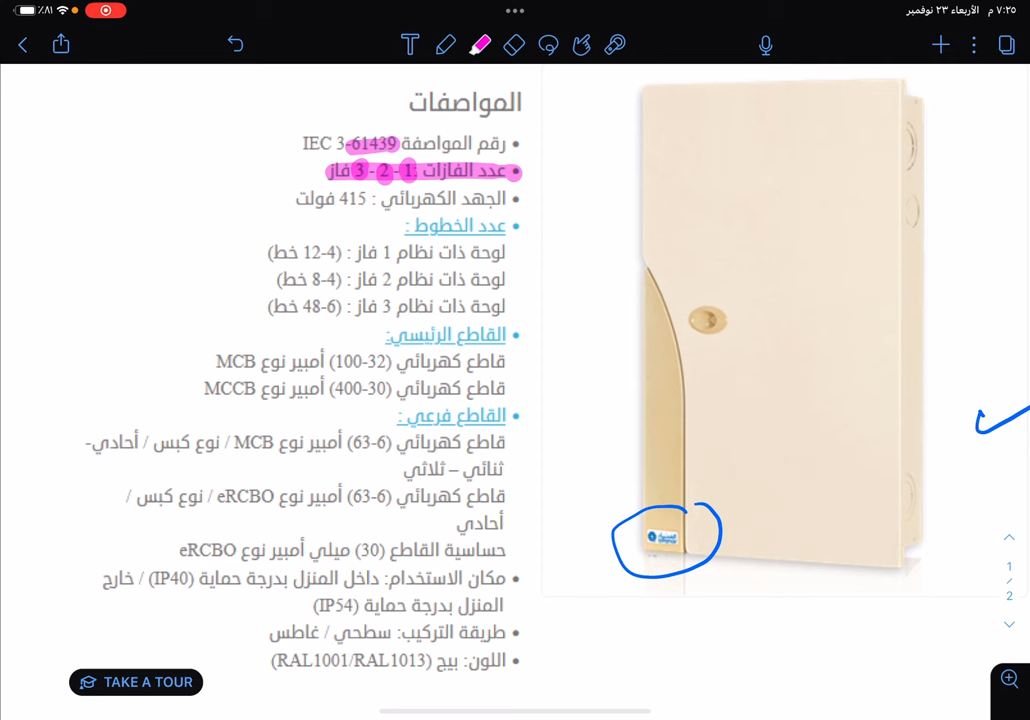 ٧:٢٥ م الأربعاء ٢٣ نوفمبر
٨١٪
المواصفات
• رقم المواصفة 61439-3 IEC
• عدد الفازات :1 - 2 - 3 فاز
• الجهد الكهربائي : 415 فولت
• عدد الخطوط :
لوحة ذات نظام 1 فاز : (4-12 خط)
لوحة ذات نظام 2 فاز : (4-8 خط)
لوحة ذات نظام 3 فاز : (6-48 خط)
• القاطع الرئيسي:
قاطع كهربائي (32-100) أمبير نوع MCB
قاطع كهربائي (30-400) أمبير نوع MCCB
• القاطع فرعي :
قاطع كهربائي (6-63) أمبير نوع MCB / نوع كبس / أحادي-
ثنائي – ثلاثي
قاطع كهربائي (6-63) أمبير نوع eRCBO / نوع كبس /
أحادي
حساسية القاطع (30) ميلي أمبير نوع eRCBO
• مكان الاستخدام: داخل المنزل بدرجة حماية (IP40) / خارج
المنزل بدرجة حماية (IP54)
• طريقة التركيب: سطحي / غاطس
• اللون: بيج (RAL1001/RAL1013)
1
/
2
TAKE A TOUR